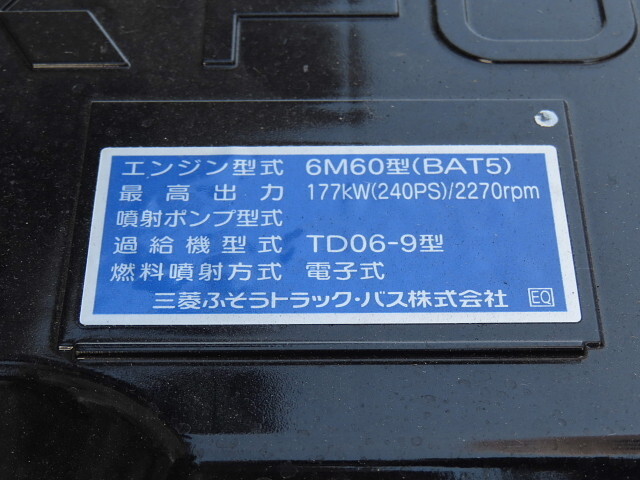 エンジン型式 6M60型(BAT5)
最高出力 177kW(240PS)/2270rpm
噴射ポンプ型式
過給機型式 TD06-9型
燃料噴射方式 電子式
三菱ふそうトラック・バス株式会社 EQ